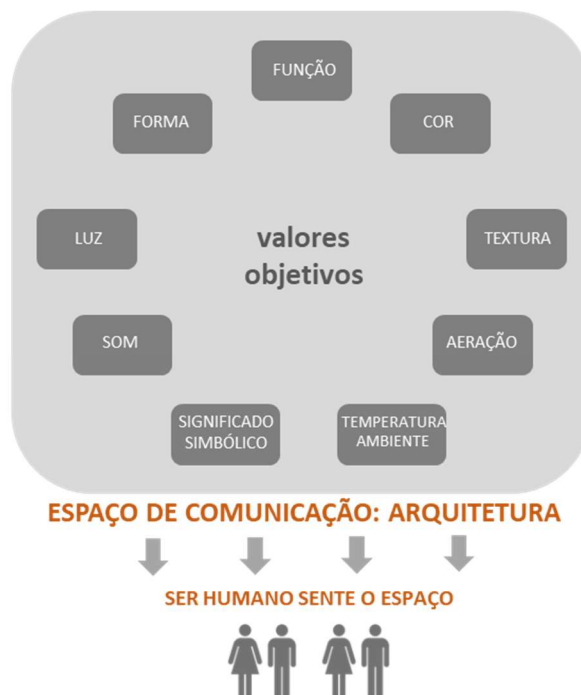 FUNÇÃO
FORMA
COR
LUZ
valores
objetivos
TEXTURA
SOM
AERAÇÃO
SIGNIFICADO
SIMBÓLICO
TEMPERATURA
AMBIENTE
ESPAÇO DE COMUNICAÇÃO: ARQUITETURA
SER HUMANO SENTE O ESPAÇO